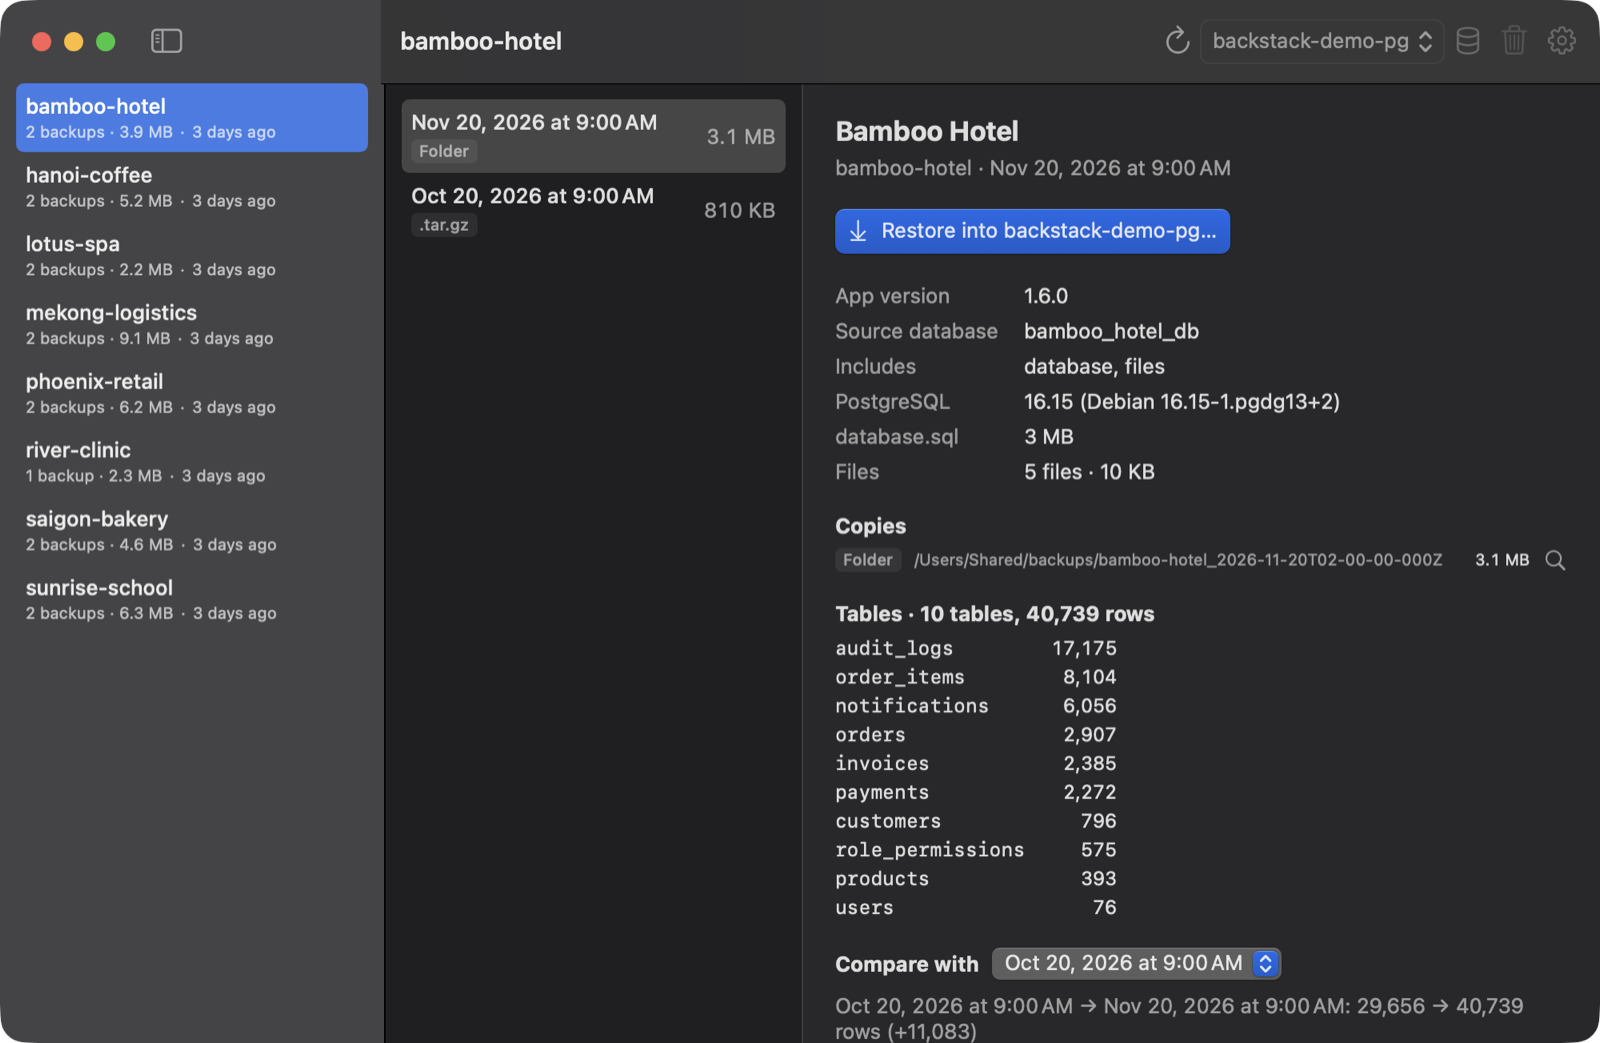 bamboo-hotel
2 backups · 3.9 MB · 3 days ago
hanoi-coffee
2 backups · 5.2 MB · 3 days ago
lotus-spa
2 backups · 2.2 MB · 3 days ago
mekong-logistics
2 backups · 9.1 MB · 3 days ago
phoenix-retail
2 backups · 6.2 MB · 3 days ago
river-clinic
1 backup · 2.3 MB · 3 days ago
saigon-bakery
2 backups · 4.6 MB · 3 days ago
sunrise-school
2 backups · 6.3 MB · 3 days ago
bamboo-hotel
backstack-demo-pg
Nov 20, 2026 at 9:00 AM
Folder
3.1 MB
Oct 20, 2026 at 9:00 AM
.tar.gz
810 KB
Bamboo Hotel
bamboo-hotel · Nov 20, 2026 at 9:00 AM
Restore into backstack-demo-pg...
App version 1.6.0
Source database bamboo_hotel_db
Includes database, files
PostgreSQL 16.15 (Debian 16.15-1.pgdg13+2)
database.sql 3 MB
Files 5 files · 10 KB
Copies
Folder /Users/Shared/backups/bamboo-hotel_2026-11-20T02-00-00-000Z 3.1 MB
Tables · 10 tables, 40,739 rows
audit_logs 17,175
order_items 8,104
notifications 6,056
orders 2,907
invoices 2,385
payments 2,272
customers 796
role_permissions 575
products 393
users 76
Compare with Oct 20, 2026 at 9:00 AM
Oct 20, 2026 at 9:00 AM → Nov 20, 2026 at 9:00 AM: 29,656 → 40,739
rows (+11,083)